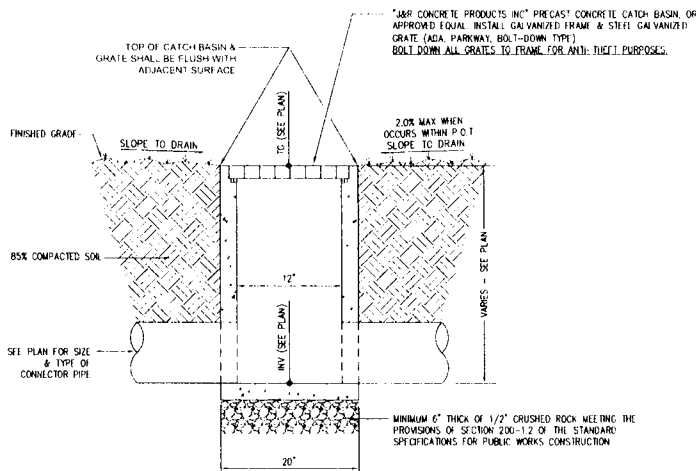 "J&R CONCRETE PRODUCTS INC" PRECAST CONCRETE CATCH BASIN, OR
APPROVED EQUAL. INSTALL GALVANIZED FRAME & STEEL GALVANIZED
GRATE (ADA, PARKWAY, BOLT-DOWN TYPE)
BOLT DOWN ALL GRATES TO FRAME FOR ANTI-THEFT PURPOSES.
TOP OF CATCH BASIN &
GRATE SHALL BE FLUSH WITH
ADJACENT SURFACE
TG (SEE PLAN)
2.0% MAX WHEN
OCCURS WITHIN P.O.T
SLOPE TO DRAIN
FINISHED GRADE
SLOPE TO DRAIN
85% COMPACTED SOIL
12"
VARIES - SEE PLAN
INV (SEE PLAN)
SEE PLAN FOR SIZE
& TYPE OF
CONNECTOR PIPE
MINIMUM 6" THICK OF 1/2" CRUSHED ROCK MEETING THE
PROVISIONS OF SECTION 200-1.2 OF THE STANDARD
SPECIFICATIONS FOR PUBLIC WORKS CONSTRUCTION
20"